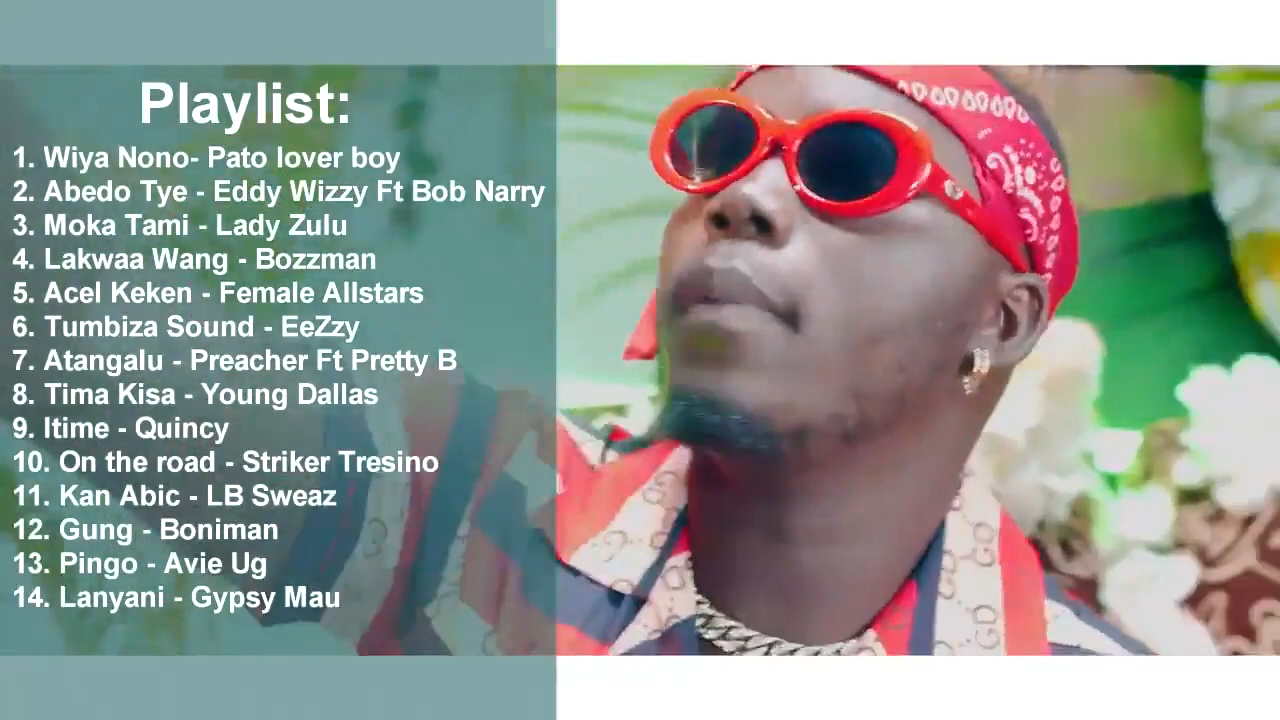 Playlist:
1. Wiya Nono- Pato lover boy
2. Abedo Tye - Eddy Wizzy Ft Bob Narry
3. Moka Tami - Lady Zulu
4. Lakwaa Wang - Bozzman
5. Acel Keken - Female Allstars
6. Tumbiza Sound - EeZzy
7. Atangalu - Preacher Ft Pretty B
8. Tima Kisa - Young Dallas
9. Itime - Quincy
10. On the road - Striker Tresino
11. Kan Abic - LB Sweaz
12. Gung - Boniman
13. Pingo - Avie Ug
14. Lanyani - Gypsy Mau